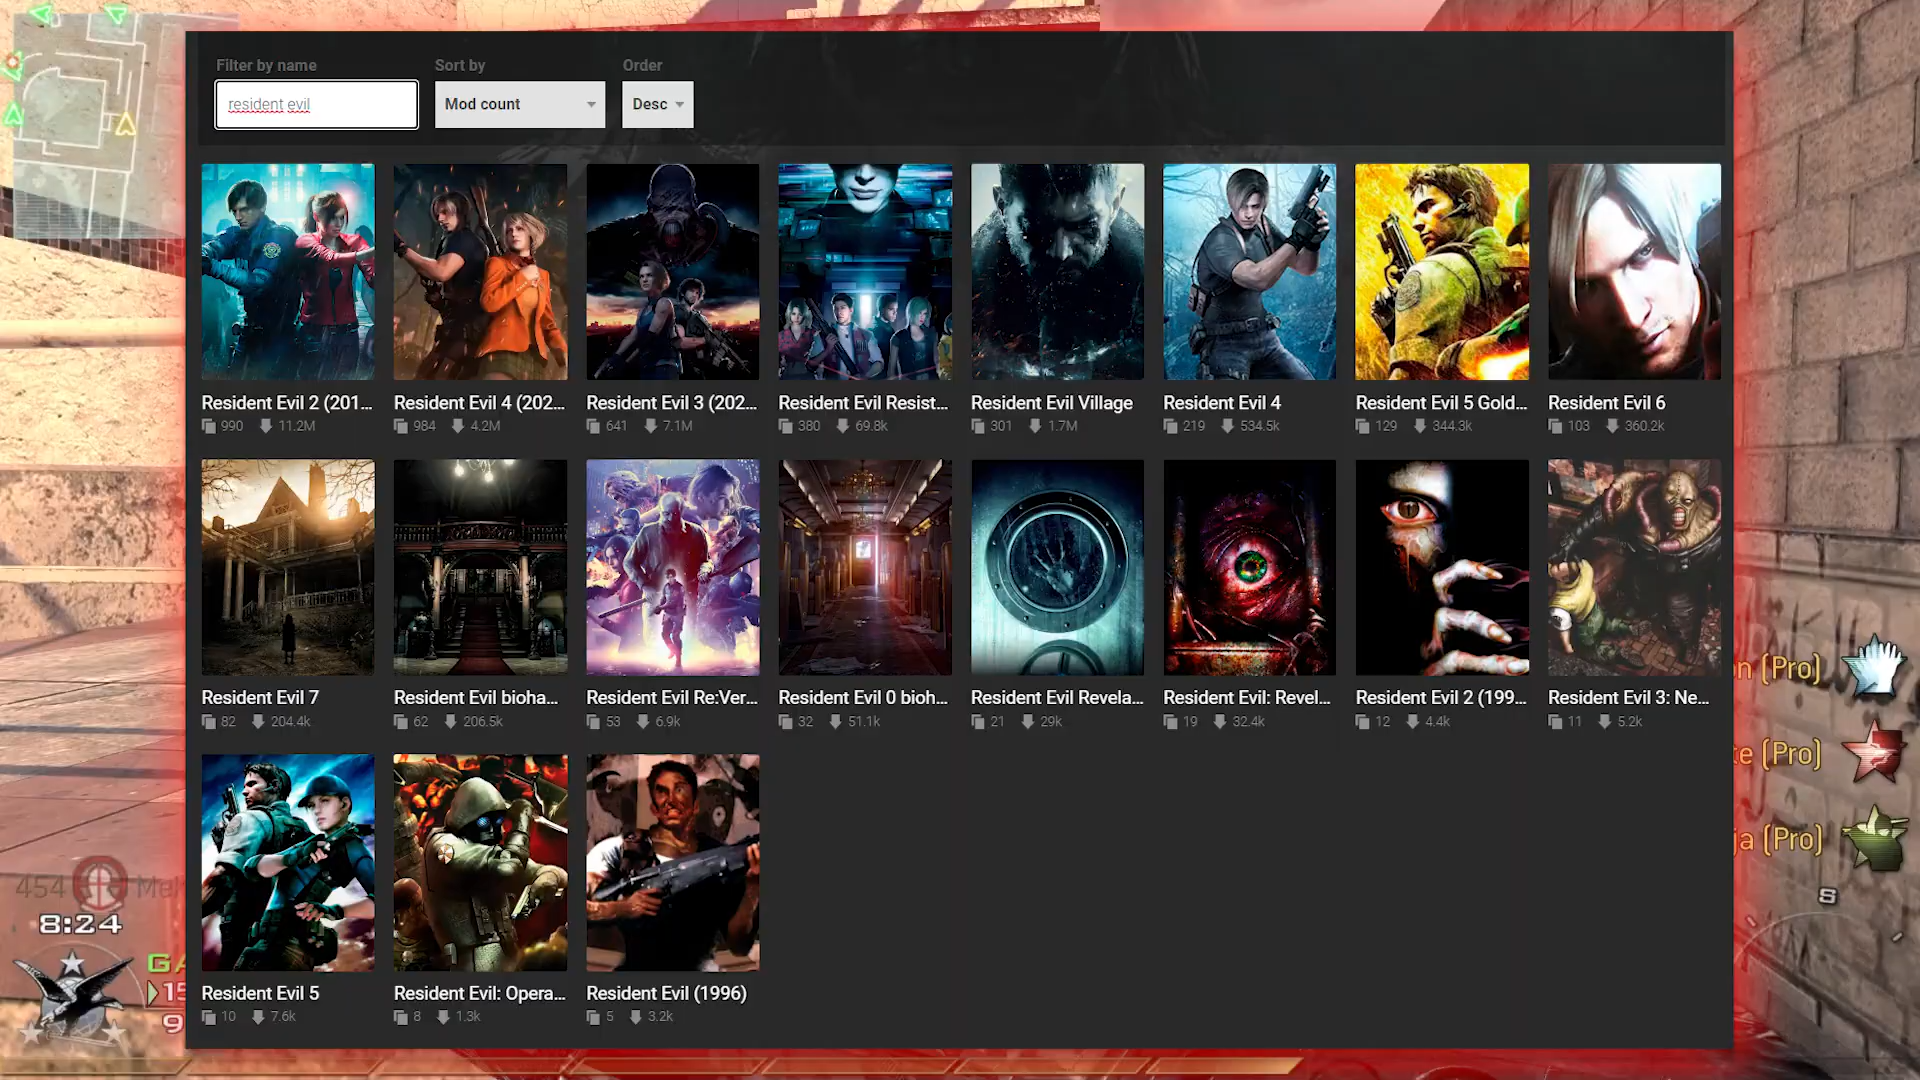 Filter by name
Sort by
Order
resident evil
Mod count
Desc
Resident Evil 2 (201...
Resident Evil 4 (202...
Resident Evil 3 (202...
Resident Evil Resist...
Resident Evil Village
Resident Evil 4
Resident Evil 5 Gold...
Resident Evil 6
990 11.2M
984 4.2M
641 7.1M
380 69.8k
301 1.7M
219 534.5k
129 344.3k
103 360.2k
Resident Evil 7
Resident Evil bioha...
Resident Evil Re:Ver...
Resident Evil 0 bioh...
Resident Evil Revela...
Resident Evil: Revel...
Resident Evil 2 (199...
Resident Evil 3: Ne...
82 204.4k
62 206.5k
53 6.9k
32 51.1k
21 29k
19 32.4k
12 4.4k
11 5.2k
Resident Evil 5
Resident Evil: Opera...
Resident Evil (1996)
10 7.6k
8 1.3k
5 3.2k
(Pro)
(Pro)
(Pro)
454
8:24
S